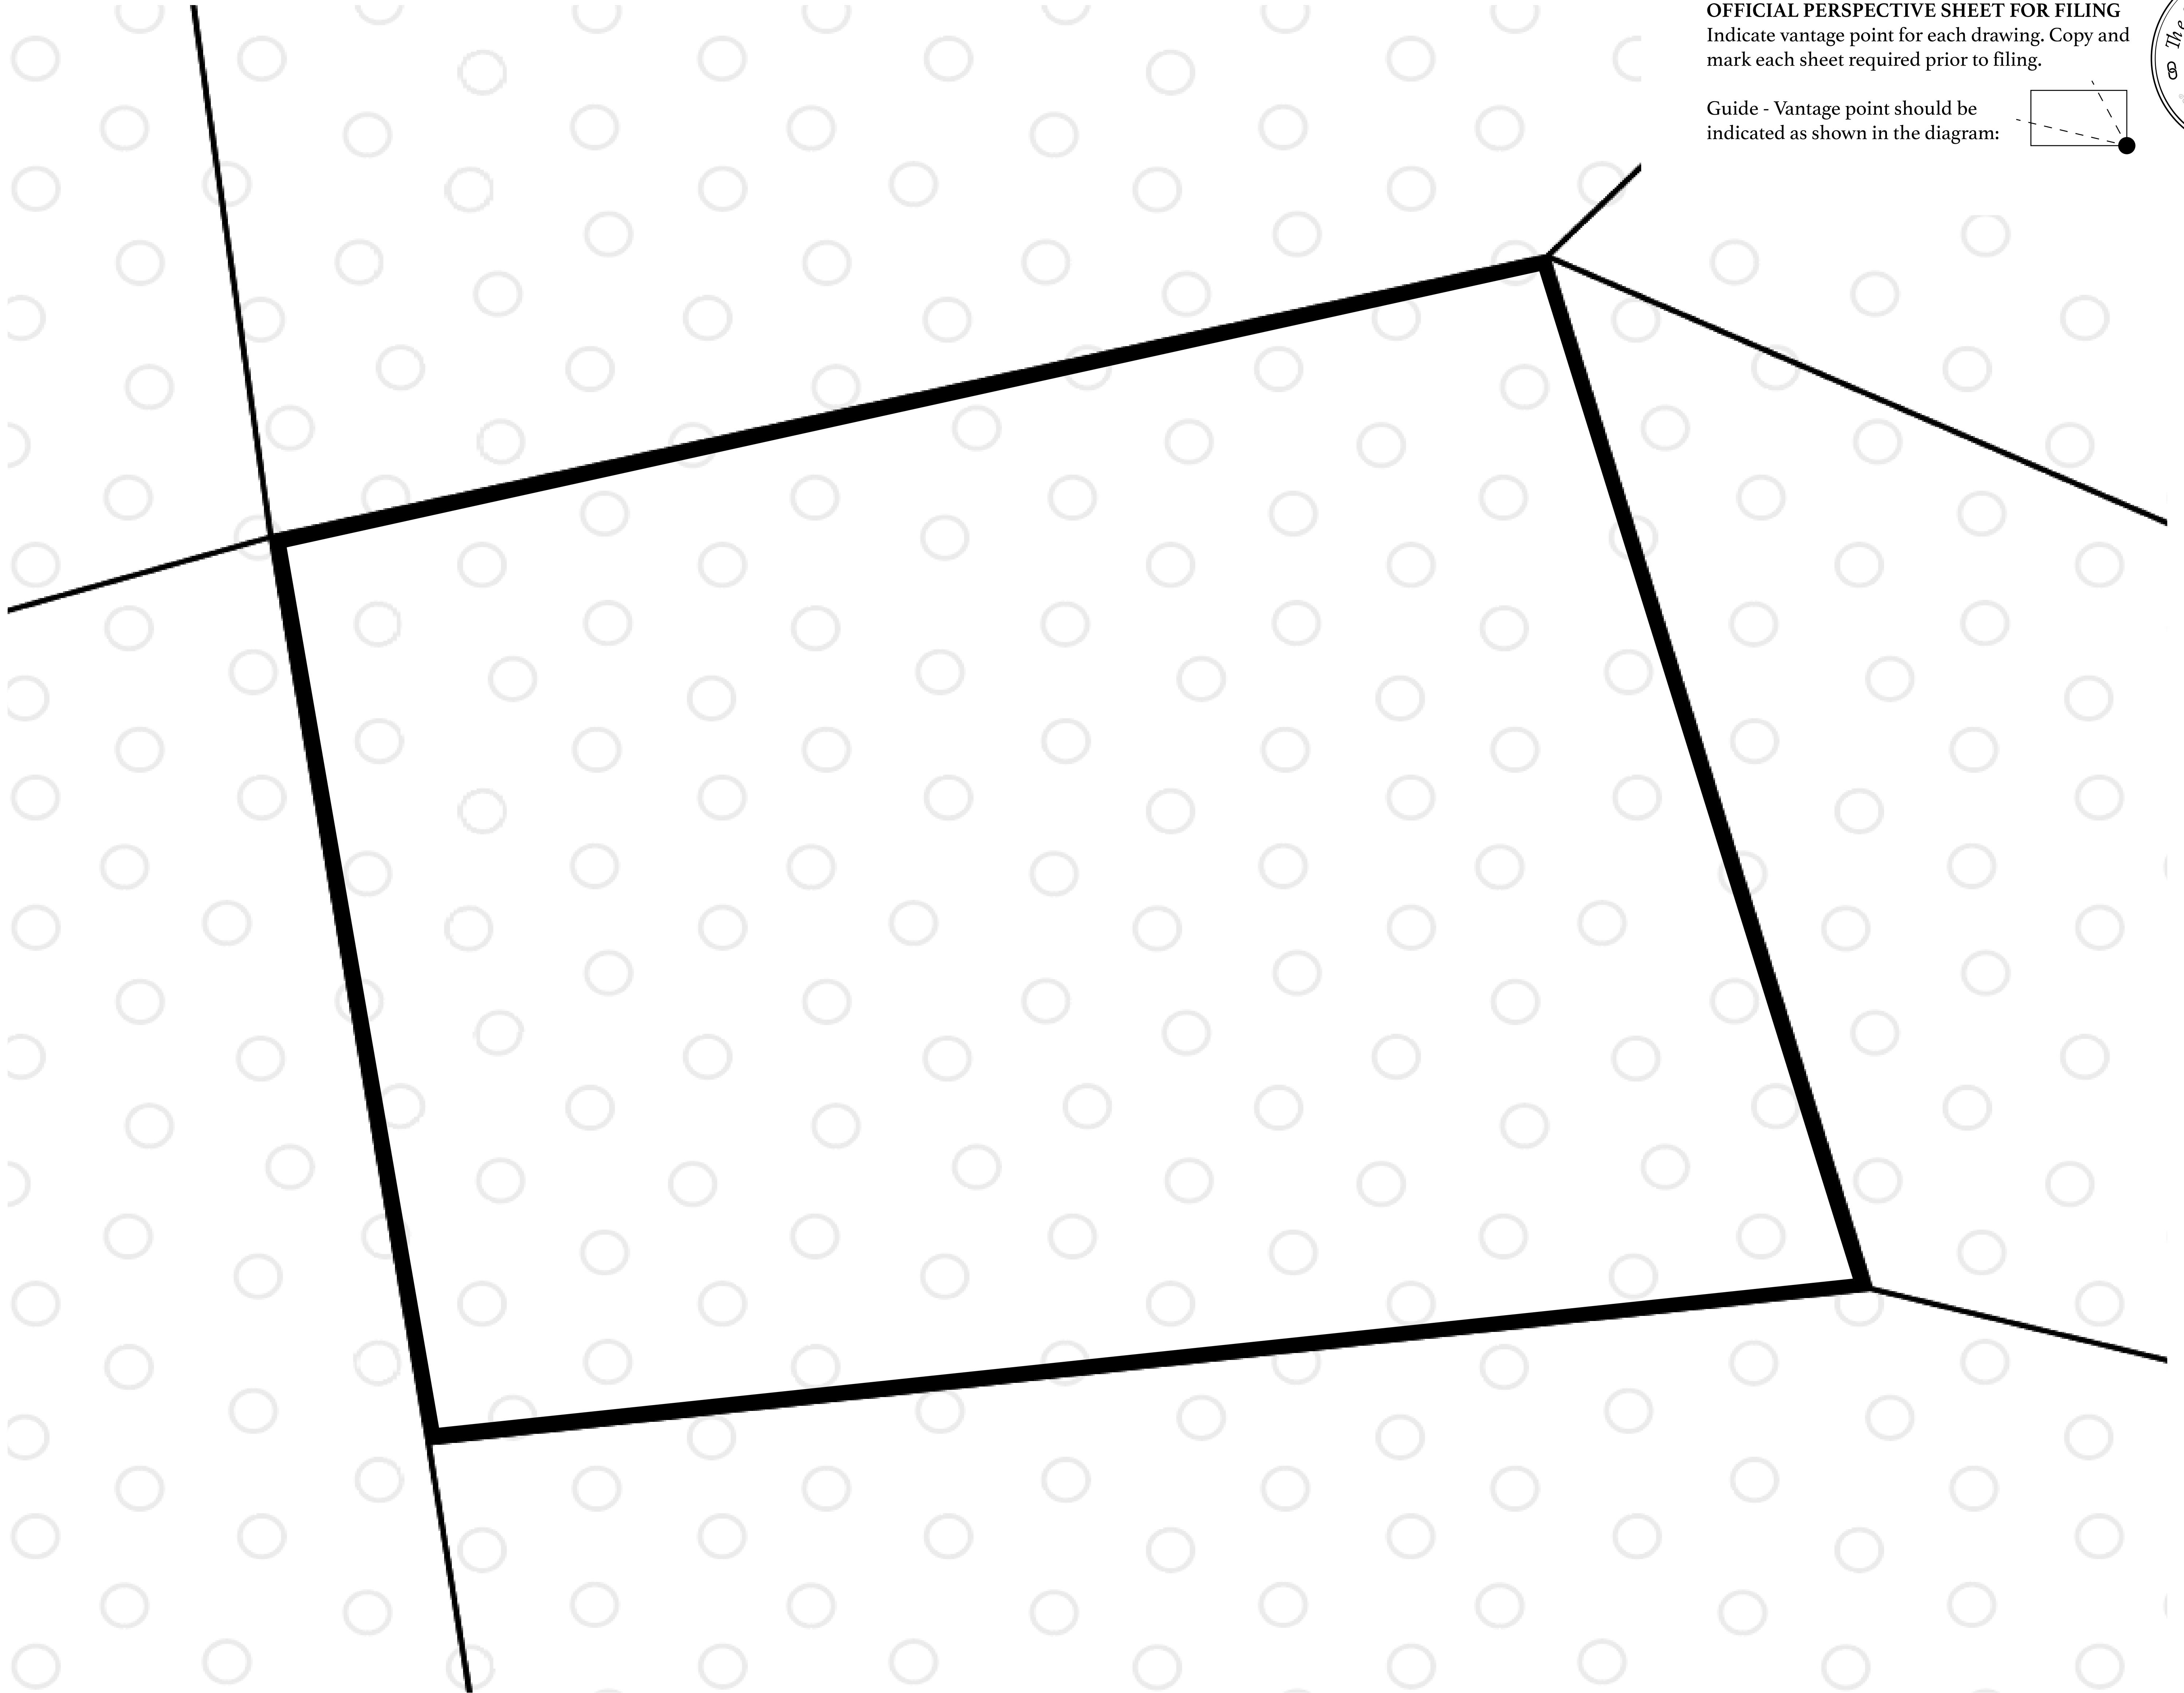 OFFICIAL PERSPECTIVE SHEET FOR FILING
Indicate vantage point for each drawing. Copy and
mark each sheet required prior to filing.
Guide - Vantage point should be
indicated as shown in the diagram: